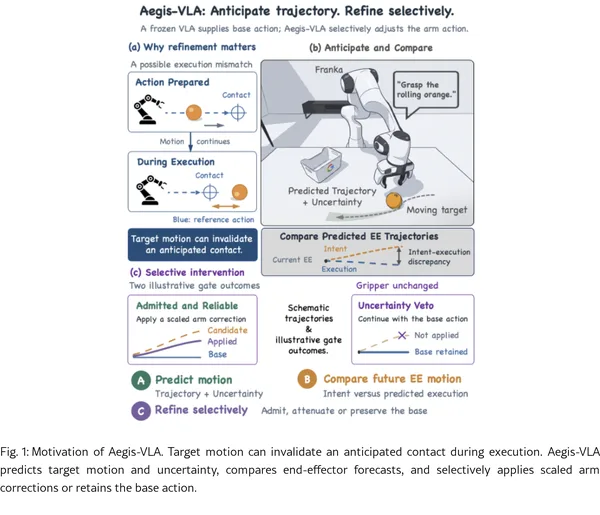 Aegis-VLA: Anticipate trajectory. Refine selectively.
A frozen VLA supplies base action; Aegis-VLA selectively adjusts the arm action.
(a) Why refinement matters
A possible execution mismatch
Action Prepared
Contact
Motion continues
During Execution
Contact
Blue: reference action
Target motion can invalidate
an anticipated contact.
(b) Anticipate and Compare
Franka
"Grasp the
rolling orange."
Predicted Trajectory
+ Uncertainty
Moving target
Compare Predicted EE Trajectories
Intent
Current EE
Execution
Intent-execution
discrepancy
(c) Selective intervention
Two illustrative gate outcomes
Gripper unchanged
Admitted and Reliable
Apply a scaled arm correction
Candidate
Applied
Base
Schematic
trajectories
&
illustrative gate
outcomes.
Uncertainty Veto
Continue with the base action
Not applied
Base retained
A Predict motion
Trajectory + Uncertainty
B Compare future EE motion
Intent versus predicted execution
C Refine selectively Admit, attenuate or preserve the base
Fig. 1: Motivation of Aegis-VLA. Target motion can invalidate an anticipated contact during execution. Aegis-VLA
predicts target motion and uncertainty, compares end-effector forecasts, and selectively applies scaled arm
corrections or retains the base action.